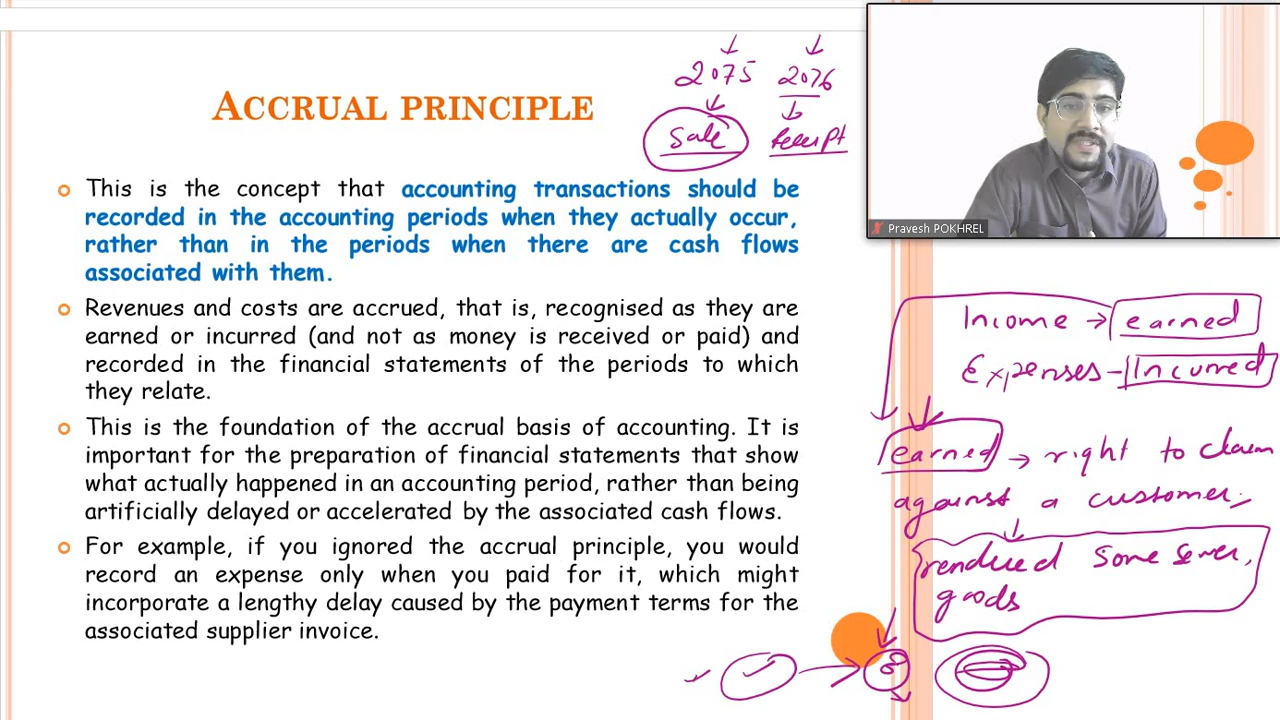 ACCRUAL PRINCIPLE
2075 2076
Sale receipt
Pravesh POKHREL
This is the concept that accounting transactions should be
recorded in the accounting periods when they actually occur,
rather than in the periods when there are cash flows
associated with them.
Revenues and costs are accrued, that is, recognised as they are
earned or incurred (and not as money is received or paid) and
recorded in the financial statements of the periods to which
they relate.
This is the foundation of the accrual basis of accounting. It is
important for the preparation of financial statements that show
what actually happened in an accounting period, rather than being
artificially delayed or accelerated by the associated cash flows.
For example, if you ignored the accrual principle, you would
record an expense only when you paid for it, which might
incorporate a lengthy delay caused by the payment terms for the
associated supplier invoice.
Income → earned
Expenses - Incurred
earned → right to claim
against a customer,
rendered some
goods